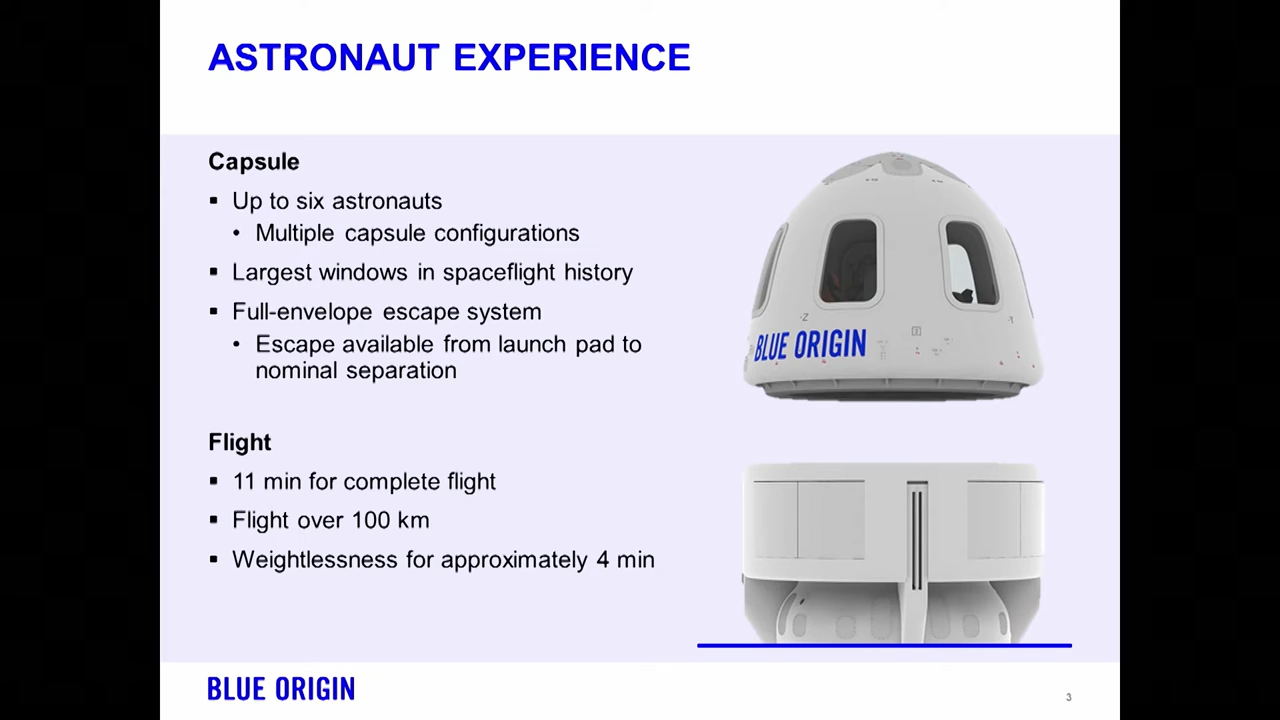 ASTRONAUT EXPERIENCE
Capsule
▪ Up to six astronauts
• Multiple capsule configurations
▪ Largest windows in spaceflight history
▪ Full-envelope escape system
• Escape available from launch pad to
nominal separation
Flight
▪ 11 min for complete flight
▪ Flight over 100 km
▪ Weightlessness for approximately 4 min
-Z
BLUE ORIGIN
BLUE ORIGIN
3